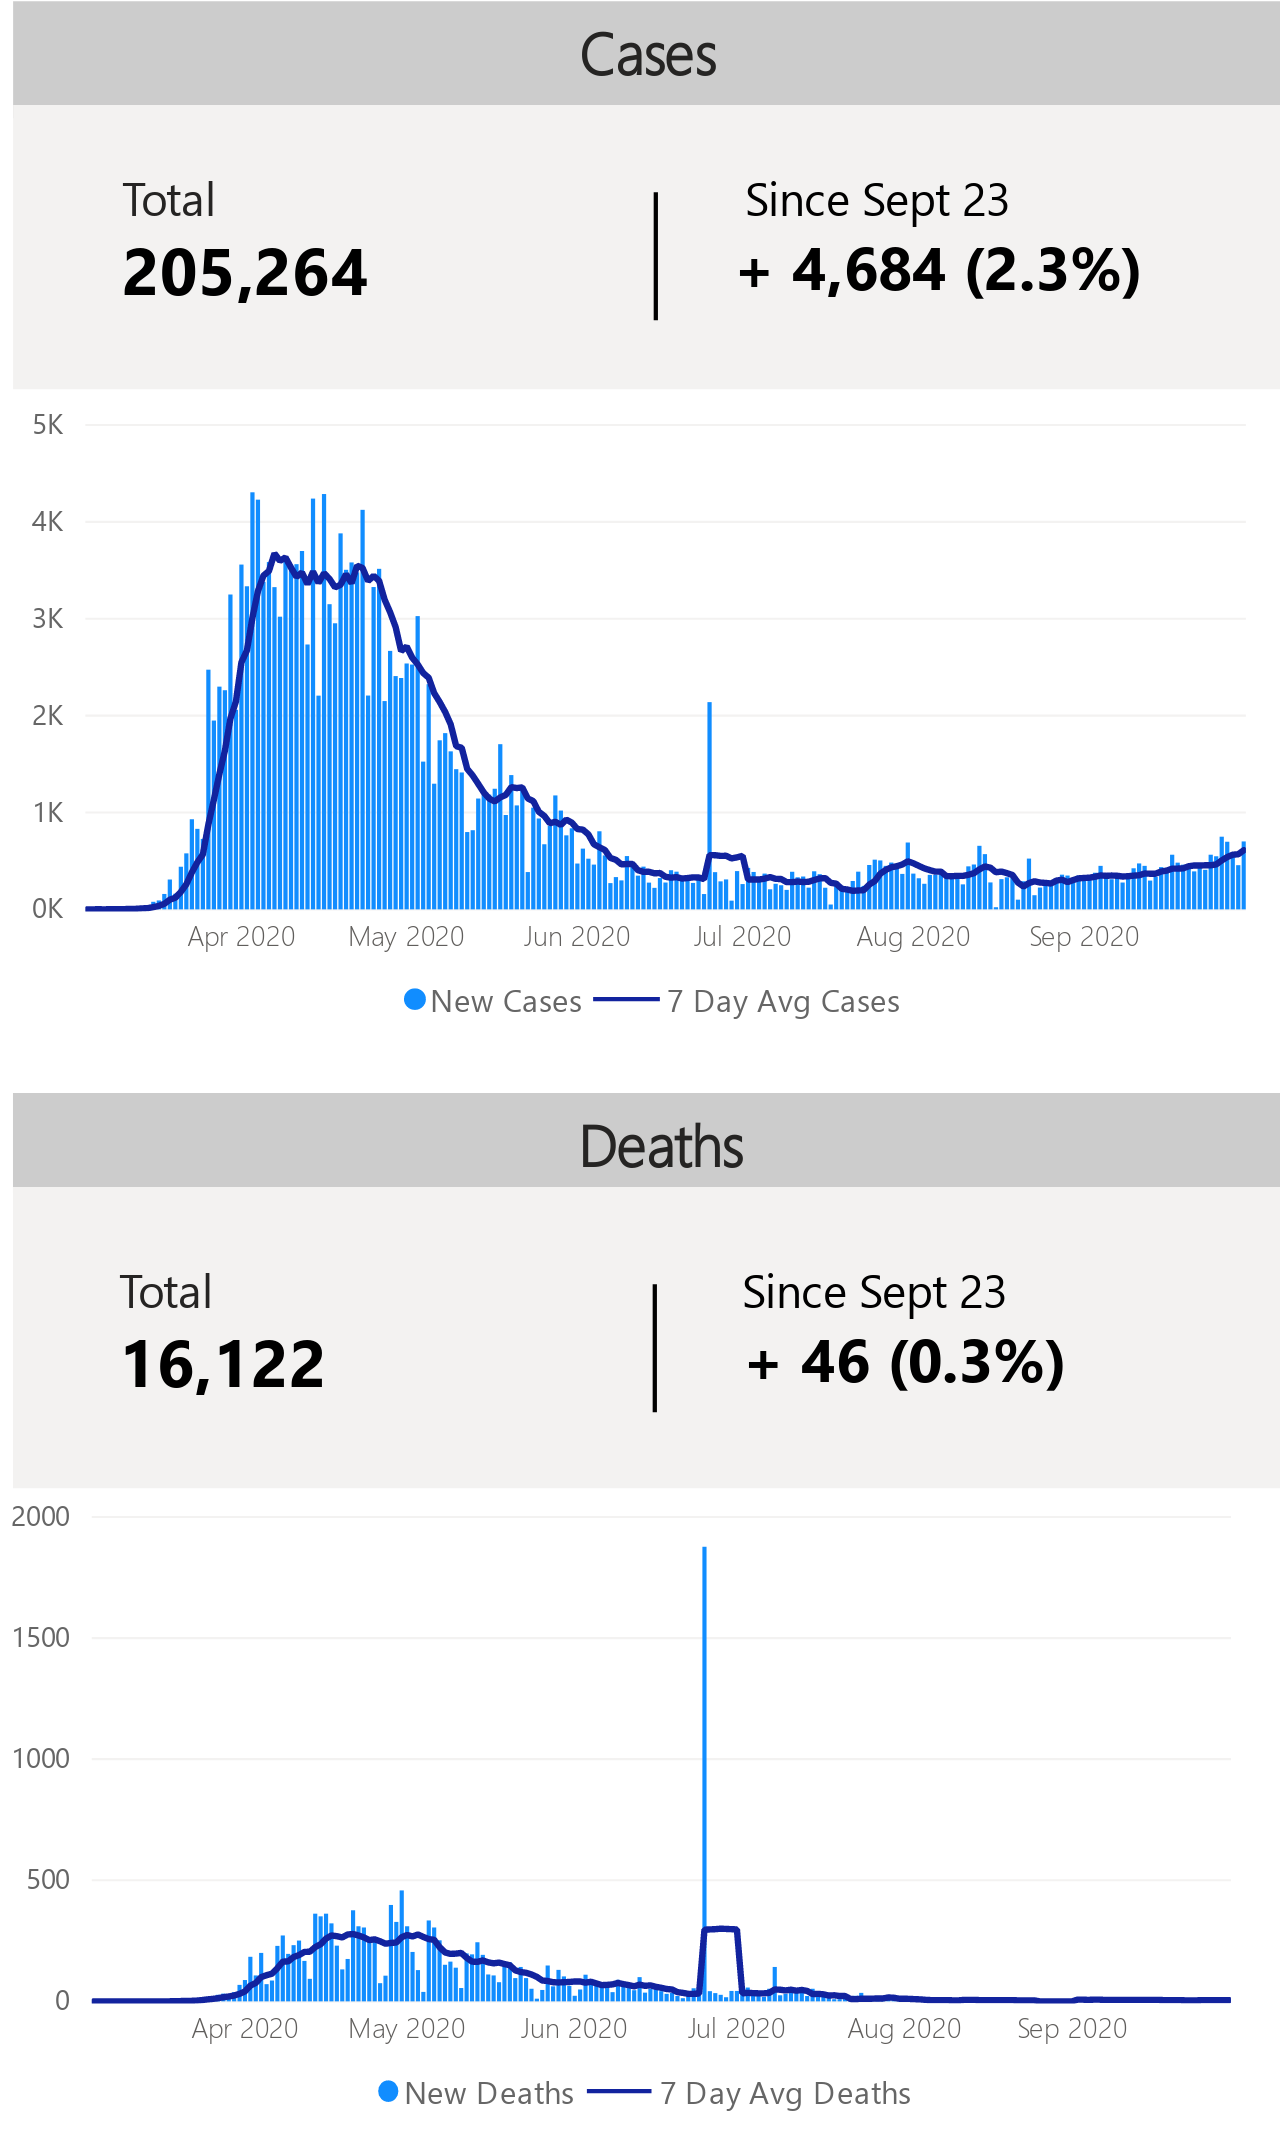 Cases
Total
Since Sept 23
205,264
+ 4,684 (2.3%)
5K
4K
3K
2K
1K
0K
Apr 2020 May 2020 Jun 2020 Jul 2020 Aug 2020 Sep 2020
New Cases 7 Day Avg Cases
Deaths
Total
Since Sept 23
16,122
+ 46 (0.3%)
2000
1500
1000
500
0
Apr 2020 May 2020 Jun 2020 Jul 2020 Aug 2020 Sep 2020
New Deaths 7 Day Avg Deaths